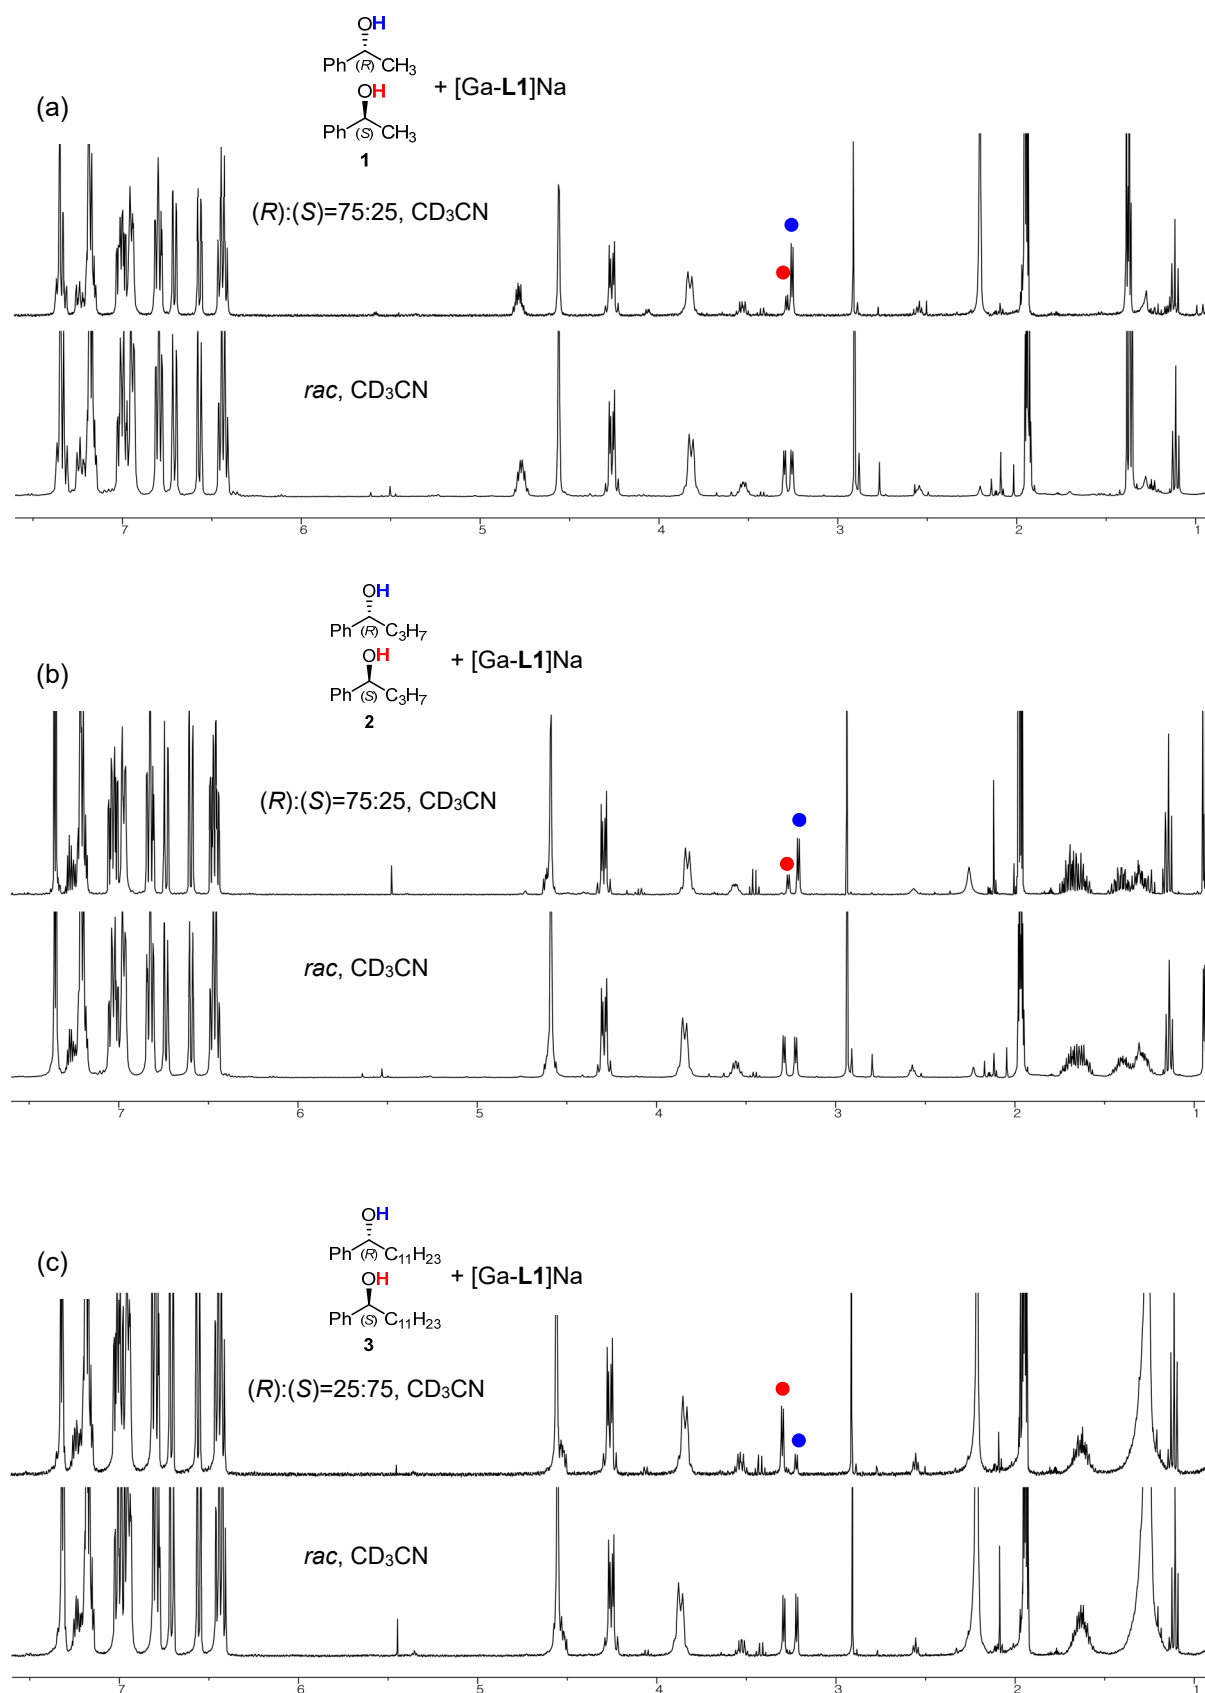 (a)
OH
Ph (R) CH3
OH
Ph (S) CH3
1
+ [Ga-L1]Na
(R):(S)=75:25, CD3CN
rac, CD3CN
7 6 5 4 3 2 1
(b)
OH
Ph (R) C3H7
OH
Ph (S) C3H7
2
+ [Ga-L1]Na
(R):(S)=75:25, CD3CN
rac, CD3CN
7 6 5 4 3 2 1
(c)
OH
Ph (R) C11H23
OH
Ph (S) C11H23
3
+ [Ga-L1]Na
(R):(S)=25:75, CD3CN
rac, CD3CN
7 6 5 4 3 2 1